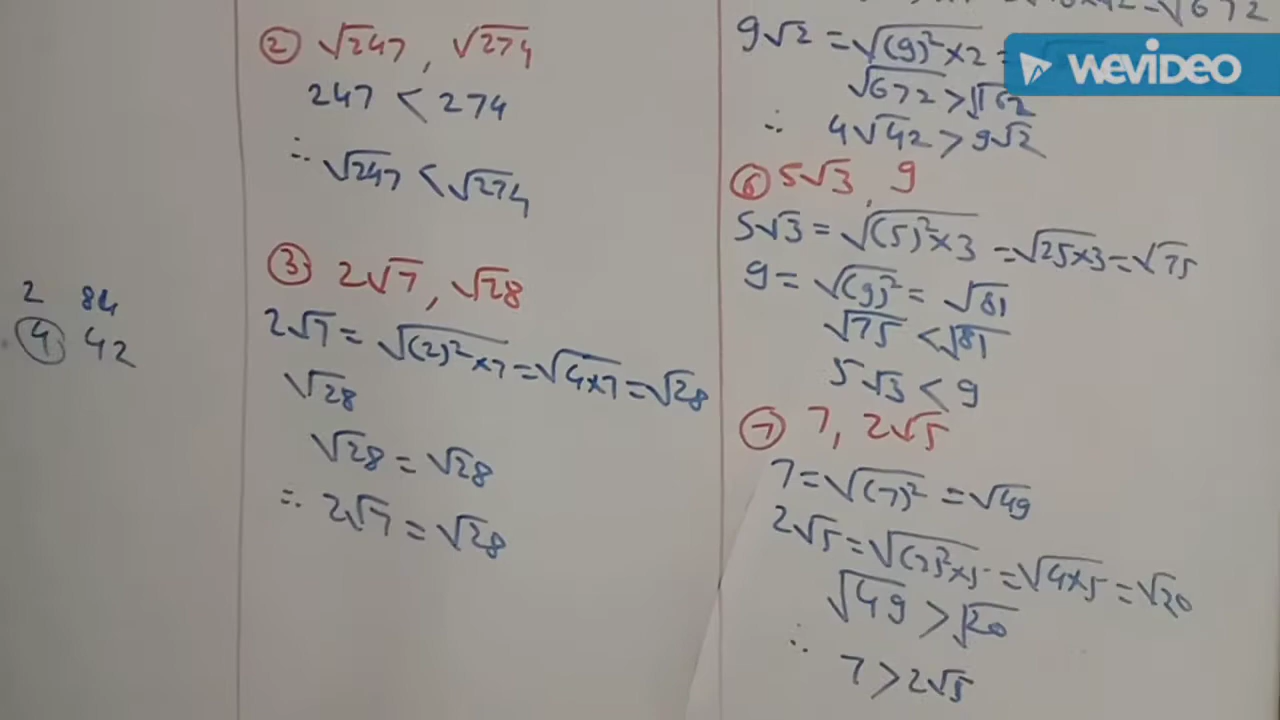 2 84
④ 42
② √247 , √274
247 < 274
∴ √247 < √274
③ 2√7 , √28
2√7 = √(2)²×7 = √4×7 = √28
√28
√28 = √28
∴ 2√7 = √28
√672
9√2 = √(9)²×2 =
√672 > √162
∴ 4√42 > 9√2
⑥ 5√3 , 9
5√3 = √(5)²×3 = √25×3 = √75
9 = √(9)² = √81
√75 < √81
5√3 < 9
⑦ 7, 2√5
7 = √(7)² = √49
2√5 = √(2)²×5 = √4×5 = √20
√49 > √20
∴ 7 > 2√5
WEVIDEO